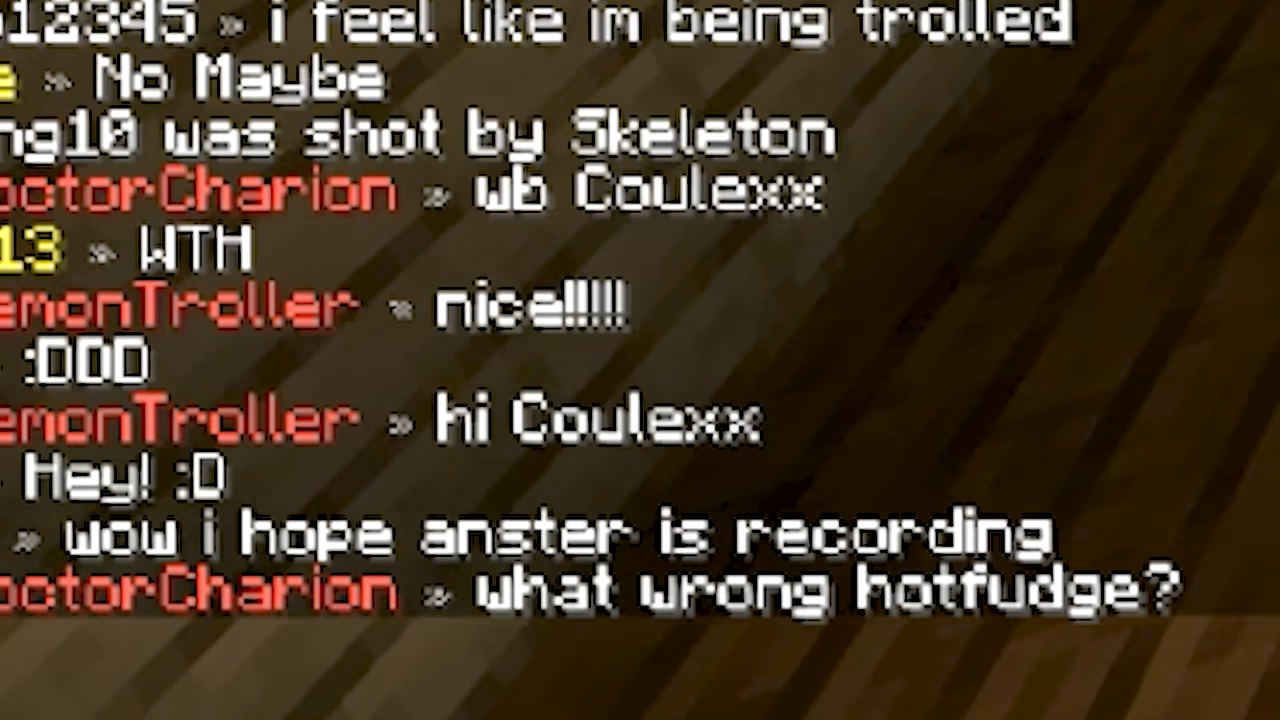 12345 » i feel like im being trolled
e » No Maybe
ng10 was shot by Skeleton
octorCharion » wb Coulexx
13 » WTH
emonTroller » nice!!!!!
:DDD
emonTroller » hi Coulexx
Hey! :D
» wow i hope anster is recording
octorCharion » what wrong hotfudge?